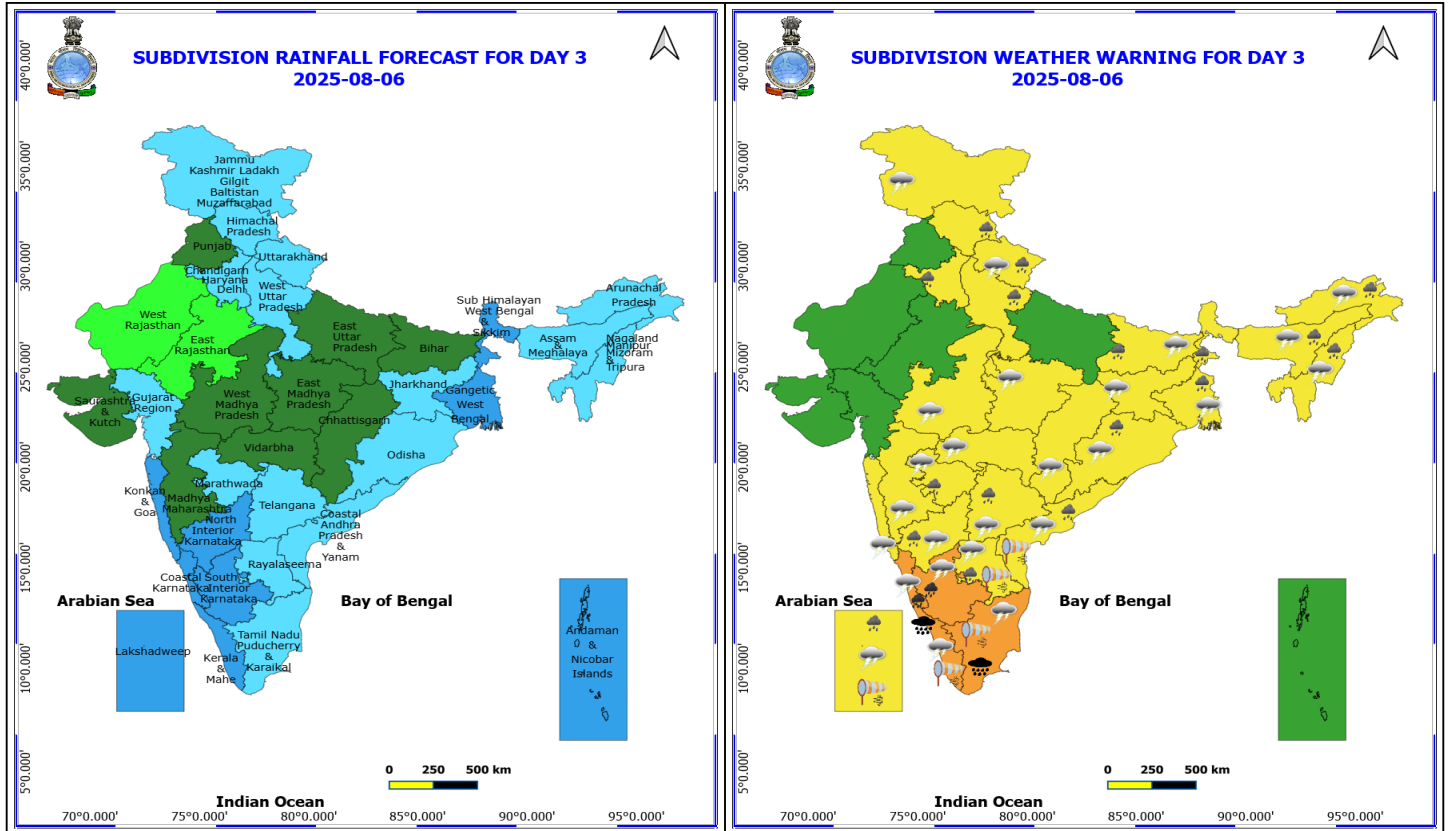 SUBDIVISION RAINFALL FORECAST FOR DAY 3
2025-08-06
40°0.000'
35°0.000'
30°0.000'
25°0.000'
20°0.000'
15°0.000'
10°0.000'
5°0.000'
Jammu
Kashmir Ladakh
Gilgit
Baltistan
Muzaffarabad
Himachal
Pradesh
Punjab
Uttarakhand
Chandigarh
Haryana
Delhi
West
Uttar
Pradesh
Arunachal
Pradesh
Sub Himalayan
West Bengal
&
Sikkim
West
Rajasthan
East
Rajasthan
East
Uttar
Pradesh
Bihar
Assam
&
Meghalaya
Nagaland
Manipur
Mizoram
&
Tripura
Saurashtra
&
Kutch
Gujarat
Region
West
Madhya
Pradesh
East
Madhya
Pradesh
Jharkhand
Gangetic
West
Bengal
Chhattisgarh
Vidarbha
Odisha
Konkan
&
Goa
Marathwada
Madhya
Maharashtra
Telangana
North
Interior
Karnataka
Coastal
Andhra
Pradesh
&
Yanam
Rayalaseema
Coastal
Karnataka
South
Interior
Karnataka
Arabian Sea
Bay of Bengal
Lakshadweep
Kerala
&
Mahe
Tamil Nadu
Puducherry
&
Karaikal
Andaman
&
Nicobar
Islands
0 250 500 km
Indian Ocean
70°0.000' 75°0.000' 80°0.000' 85°0.000' 90°0.000' 95°0.000'
SUBDIVISION WEATHER WARNING FOR DAY 3
2025-08-06
40°0.000'
35°0.000'
30°0.000'
25°0.000'
20°0.000'
15°0.000'
10°0.000'
5°0.000'
Arabian Sea
Bay of Bengal
0 250 500 km
Indian Ocean
70°0.000' 75°0.000' 80°0.000' 85°0.000' 90°0.000' 95°0.000'